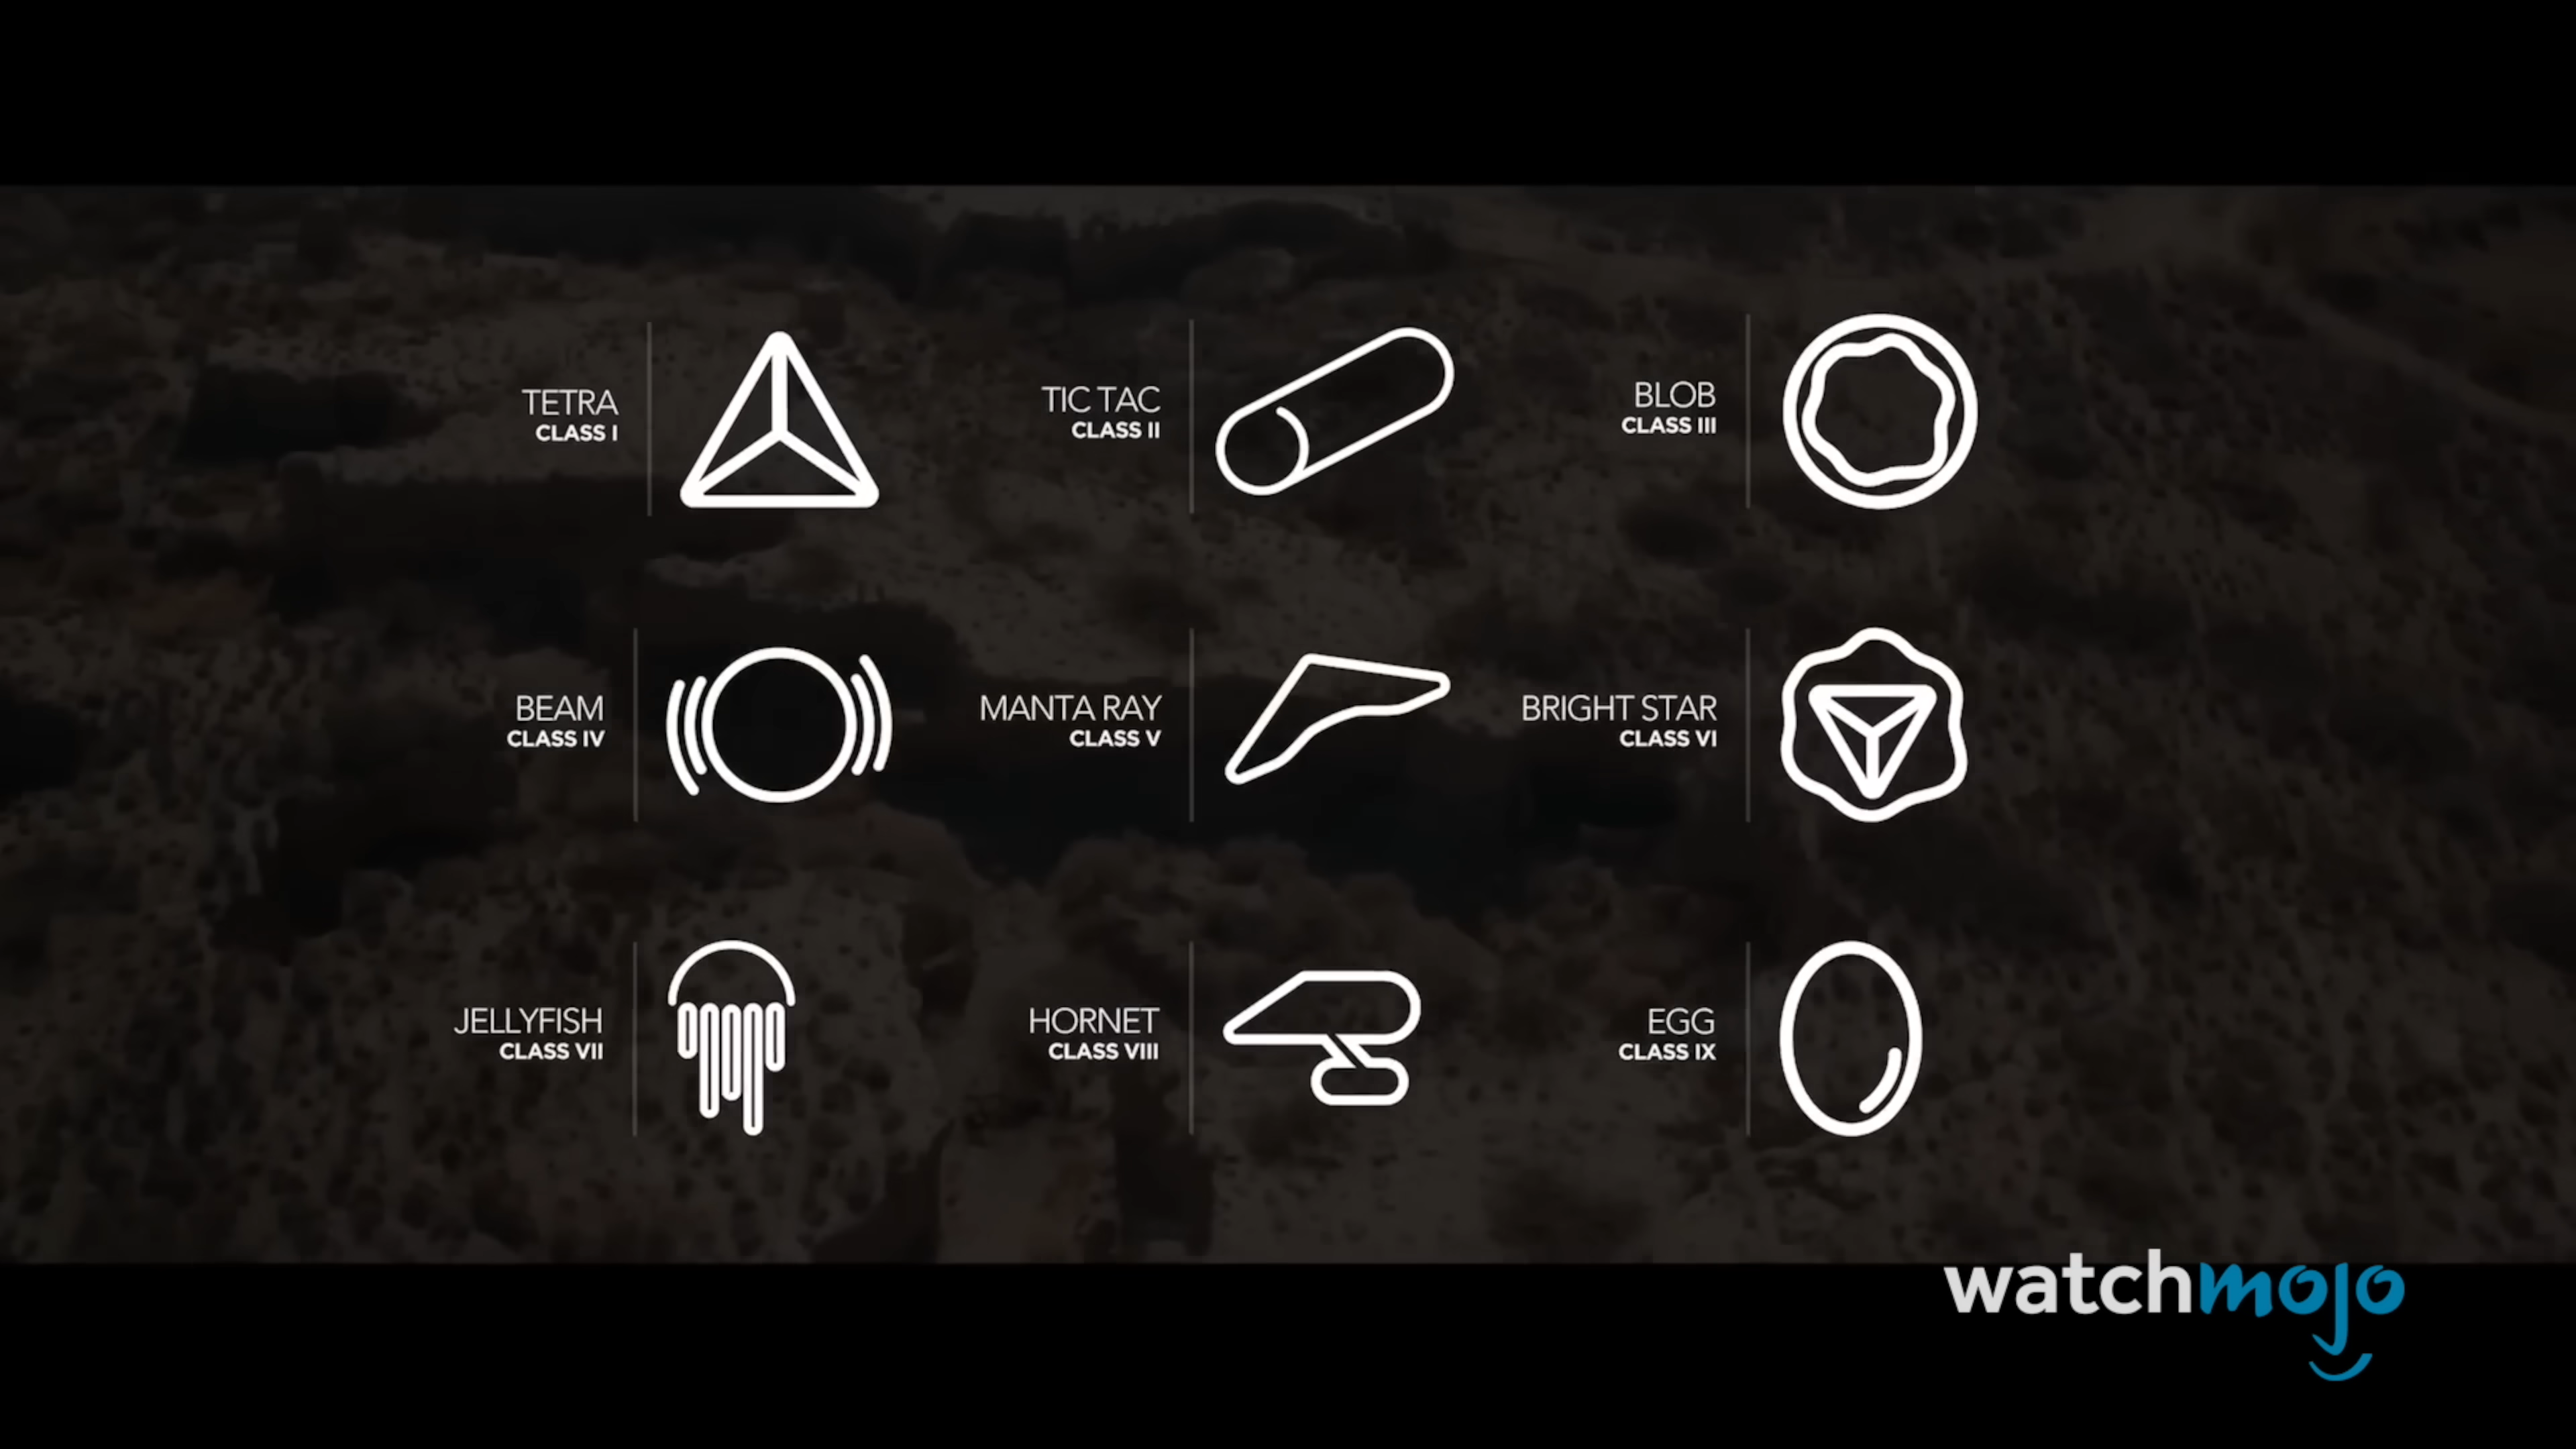 TETRA
CLASS I
TIC TAC
CLASS II
BLOB
CLASS III
BEAM
CLASS IV
MANTA RAY
CLASS V
BRIGHT STAR
CLASS VI
JELLYFISH
CLASS VII
HORNET
CLASS VIII
EGG
CLASS IX
watchmojo